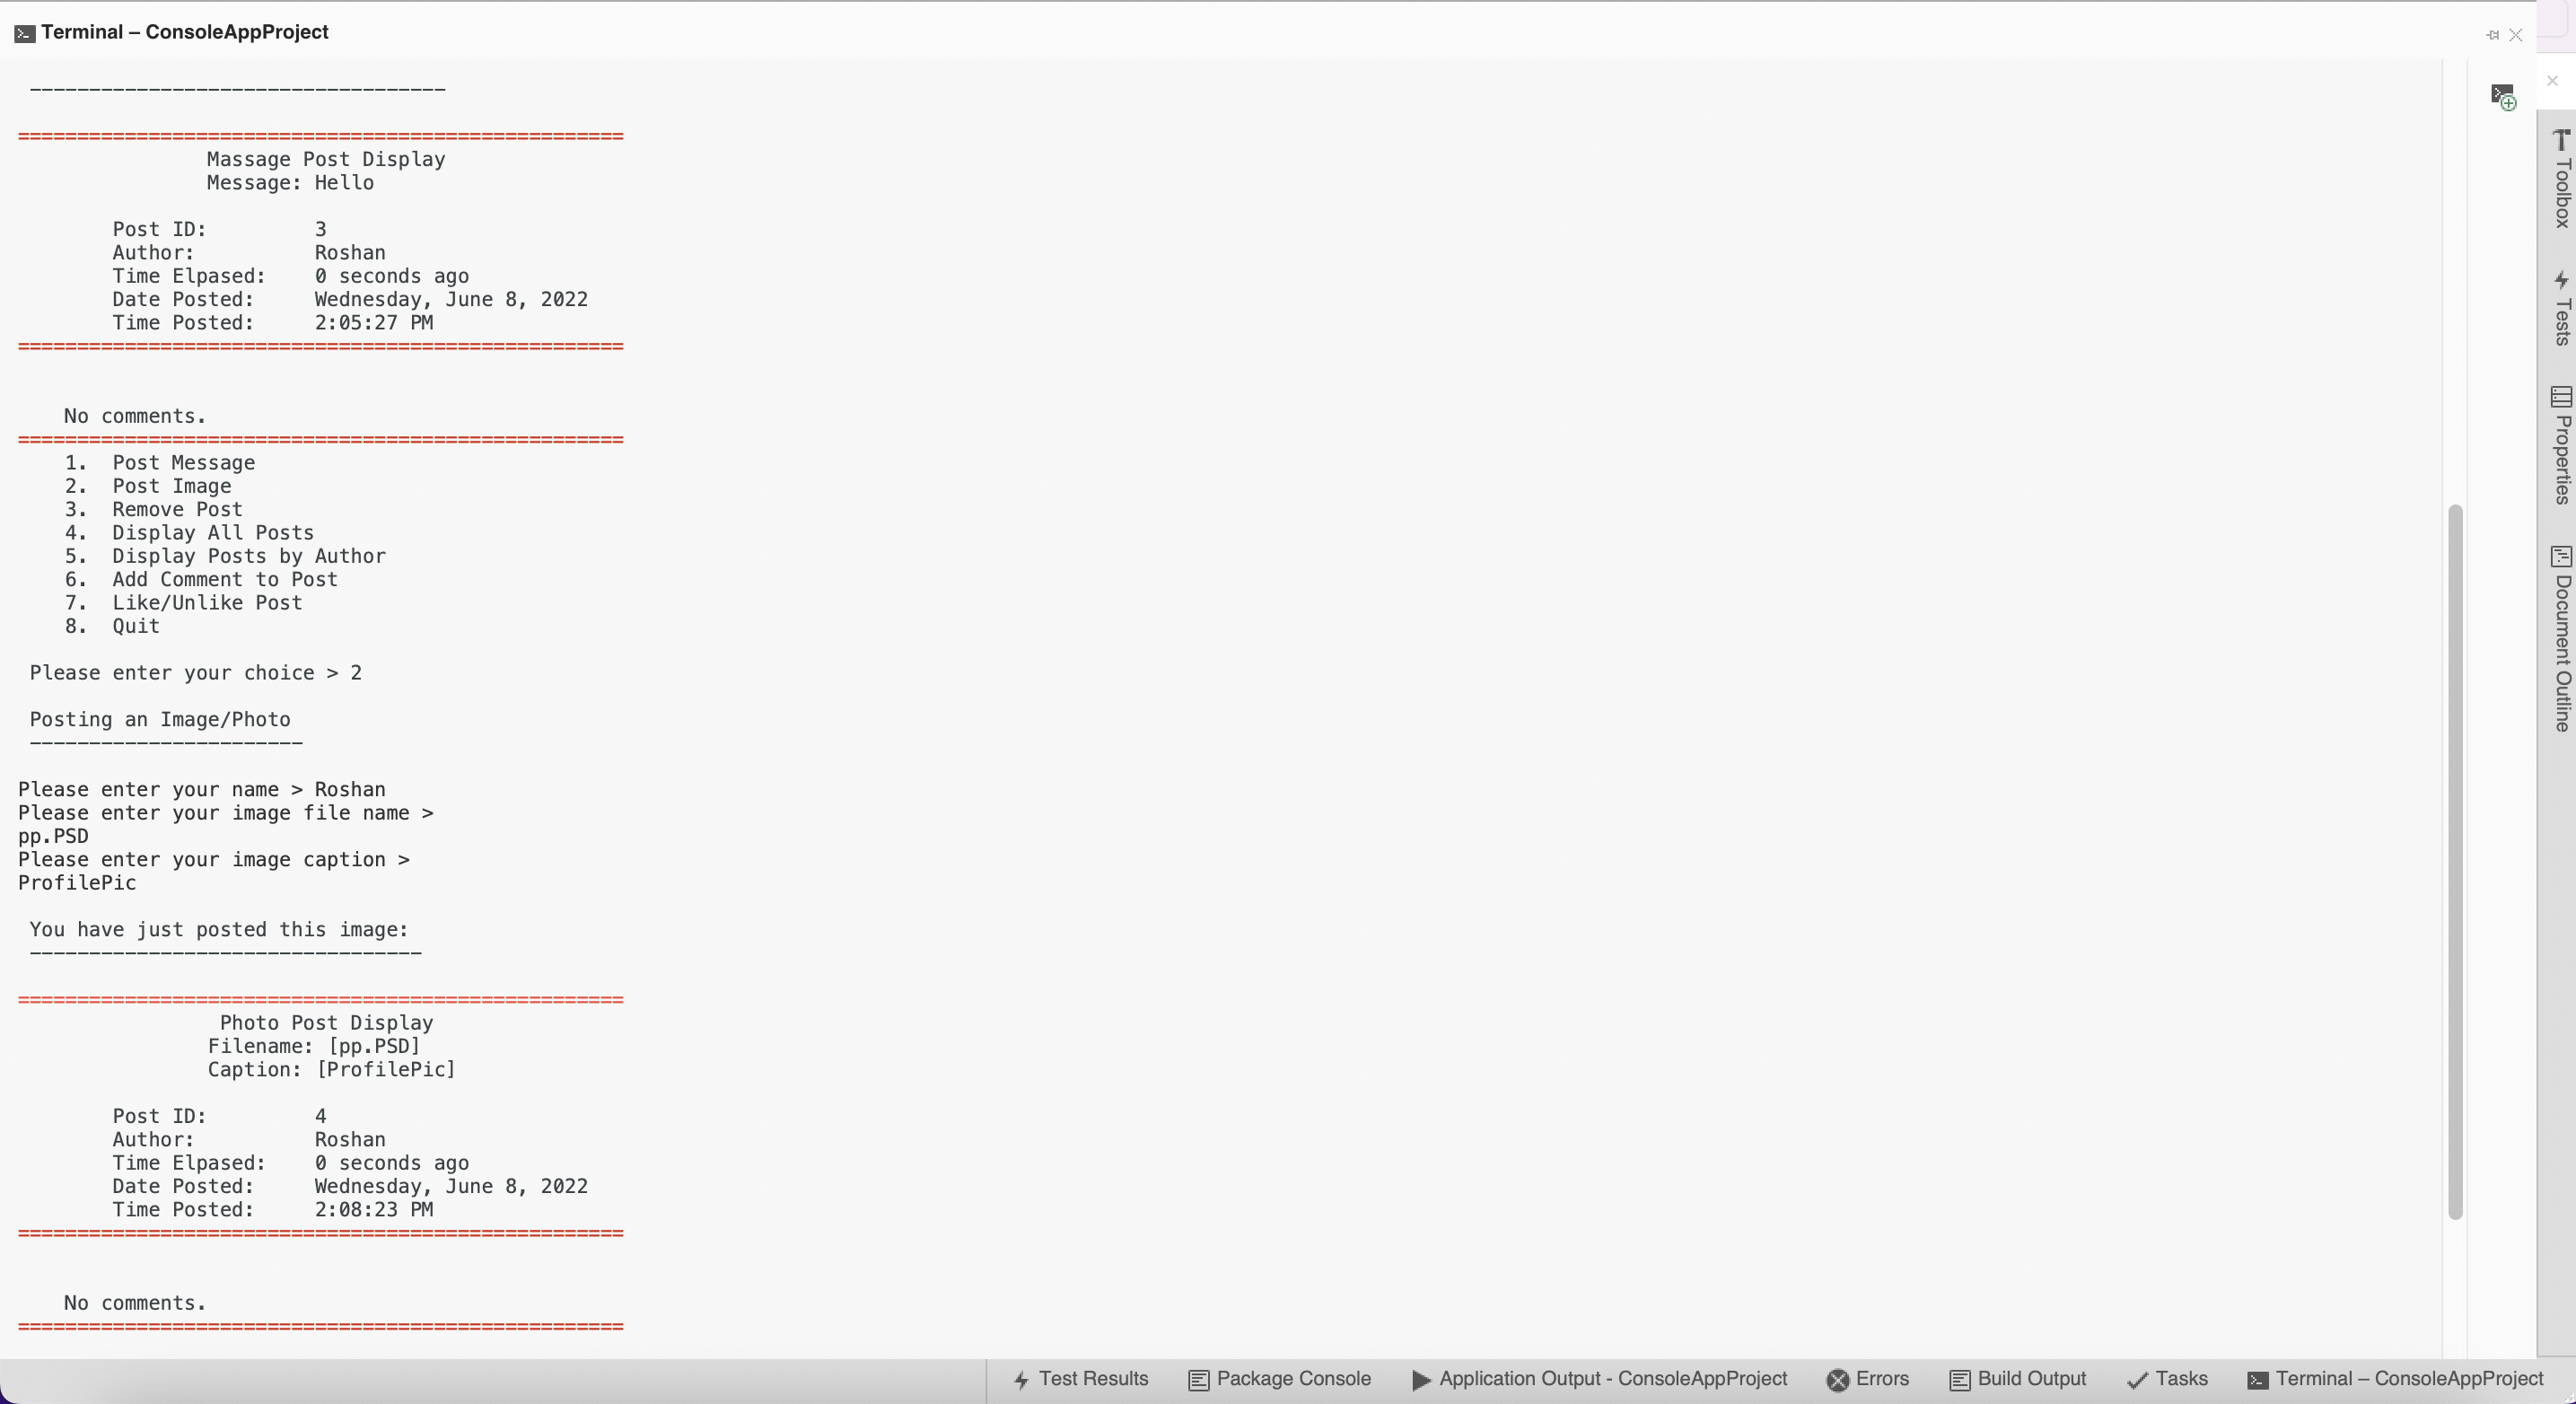 Terminal – ConsoleAppProject
-----------------------------------
===================================================
Massage Post Display
Message: Hello
Post ID: 3
Author: Roshan
Time Elpased: 0 seconds ago
Date Posted: Wednesday, June 8, 2022
Time Posted: 2:05:27 PM
===================================================
No comments.
===================================================
1. Post Message
2. Post Image
3. Remove Post
4. Display All Posts
5. Display Posts by Author
6. Add Comment to Post
7. Like/Unlike Post
8. Quit
Please enter your choice > 2
Posting an Image/Photo
-----------------------
Please enter your name > Roshan
Please enter your image file name >
pp.PSD
Please enter your image caption >
ProfilePic
You have just posted this image:
---------------------------------
===================================================
Photo Post Display
Filename: [pp.PSD]
Caption: [ProfilePic]
Post ID: 4
Author: Roshan
Time Elpased: 0 seconds ago
Date Posted: Wednesday, June 8, 2022
Time Posted: 2:08:23 PM
===================================================
No comments.
===================================================
Toolbox
Tests
Properties
Document Outline
Test Results Package Console Application Output - ConsoleAppProject Errors Build Output Tasks Terminal – ConsoleAppProject